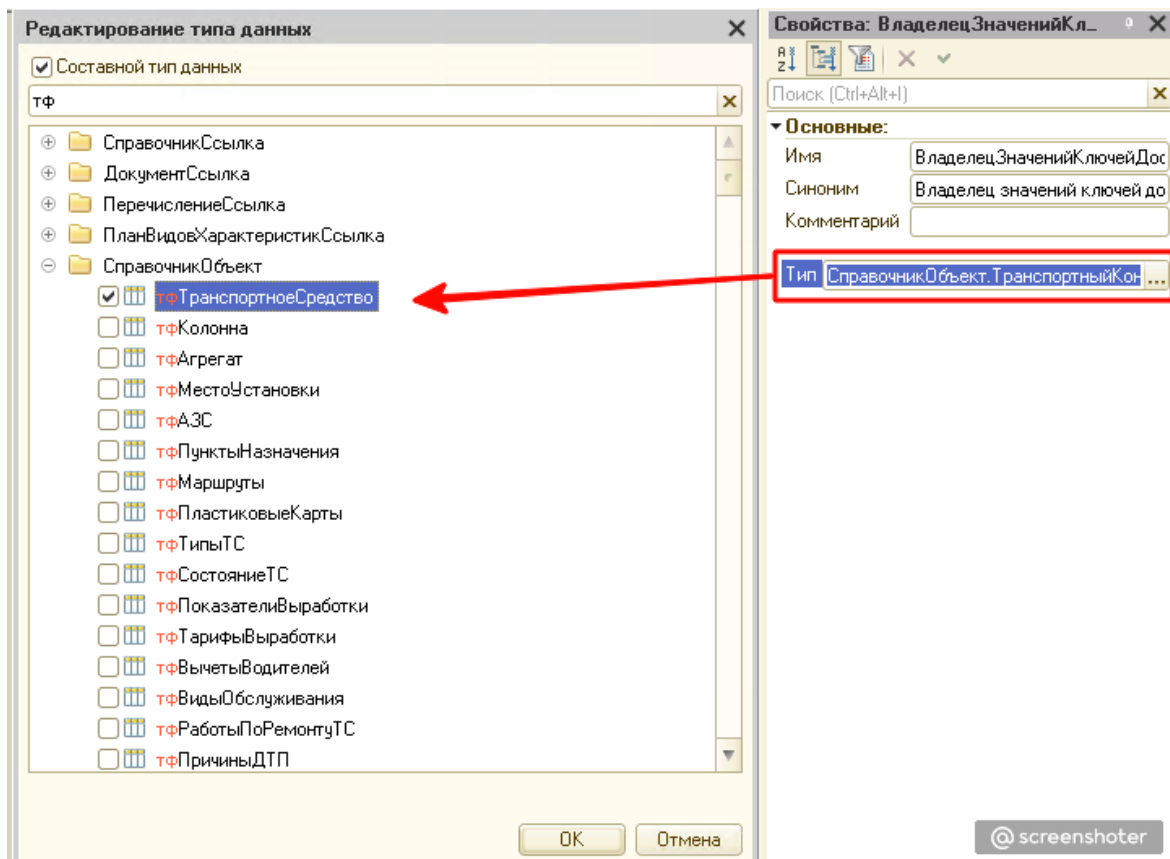 Редактирование типа данных
Составной тип данных
тф
СправочникСсылка
ДокументСсылка
ПеречислениеСсылка
ПланВидовХарактеристикСсылка
СправочникОбъект
тфТранспортноеСредство
тфКолонна
тфАгрегат
тфМестоУстановки
тфАЗС
тфПунктыНазначения
тфМаршруты
тфПластиковыеКарты
тфТипыТС
тфСостояниеТС
тфПоказателиВыработки
тфТарифыВыработки
тфВычетыВодителей
тфВидыОбслуживания
тфРаботыПоРемонтуТС
тфПричиныДТП
OK
Отмена
Свойства: ВладелецЗначенийКл...
Поиск (Ctrl+Alt+I)
Основные:
Имя ВладелецЗначенийКлючейДос
Синоним Владелец значений ключей до
Комментарий
Тип СправочникОбъект.ТранспортныйКон ...
@screenshoter